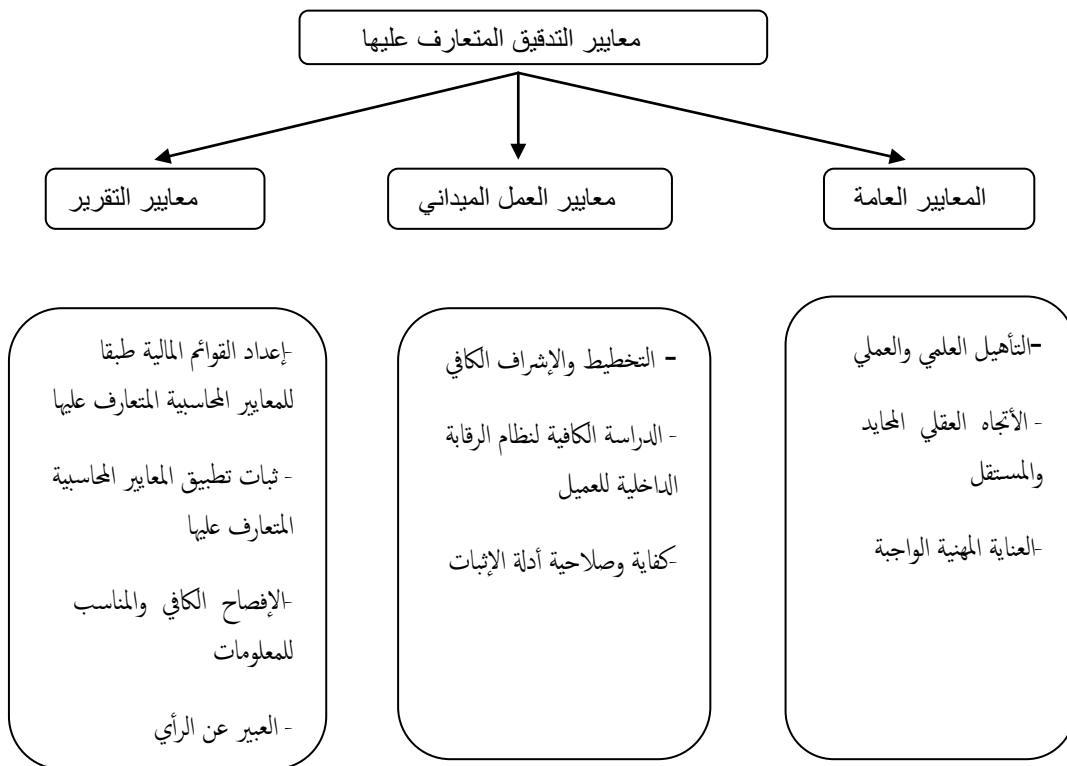 معايير التدقيق المتعارف عليها
المعايير العامة
معايير العمل الميداني
معايير التقرير
-التأهيل العلمي والعملي
- الأتجاه العقلي المحايد
والمستقل
-العناية المهنية الواجبة
- التخطيط والإشراف الكافي
- الدراسة الكافية لنظام الرقابة
الداخلية للعميل
-كفاية وصلاحية أدلة الإثبات
-إعداد القوائم المالية طبقا
للمعايير المحاسبية المتعارف عليها
- ثبات تطبيق المعايير المحاسبية
المتعارف عليها
-الإفصاح الكافي والمناسب
للمعلومات
- العبير عن الرأي